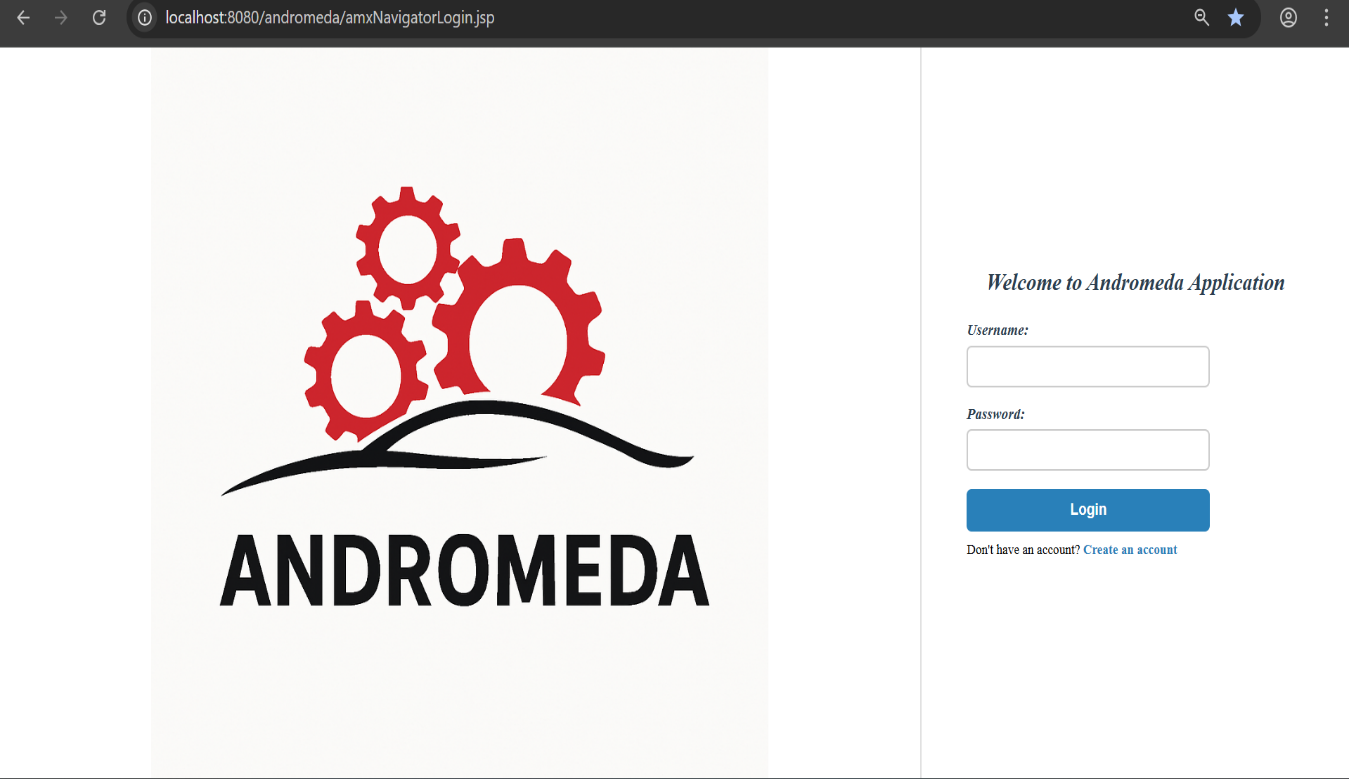 localhost:8080/andromeda/amxNavigatorLogin.jsp
ANDROMEDA
Welcome to Andromeda Application
Username:
Password:
Login
Don't have an account? Create an account